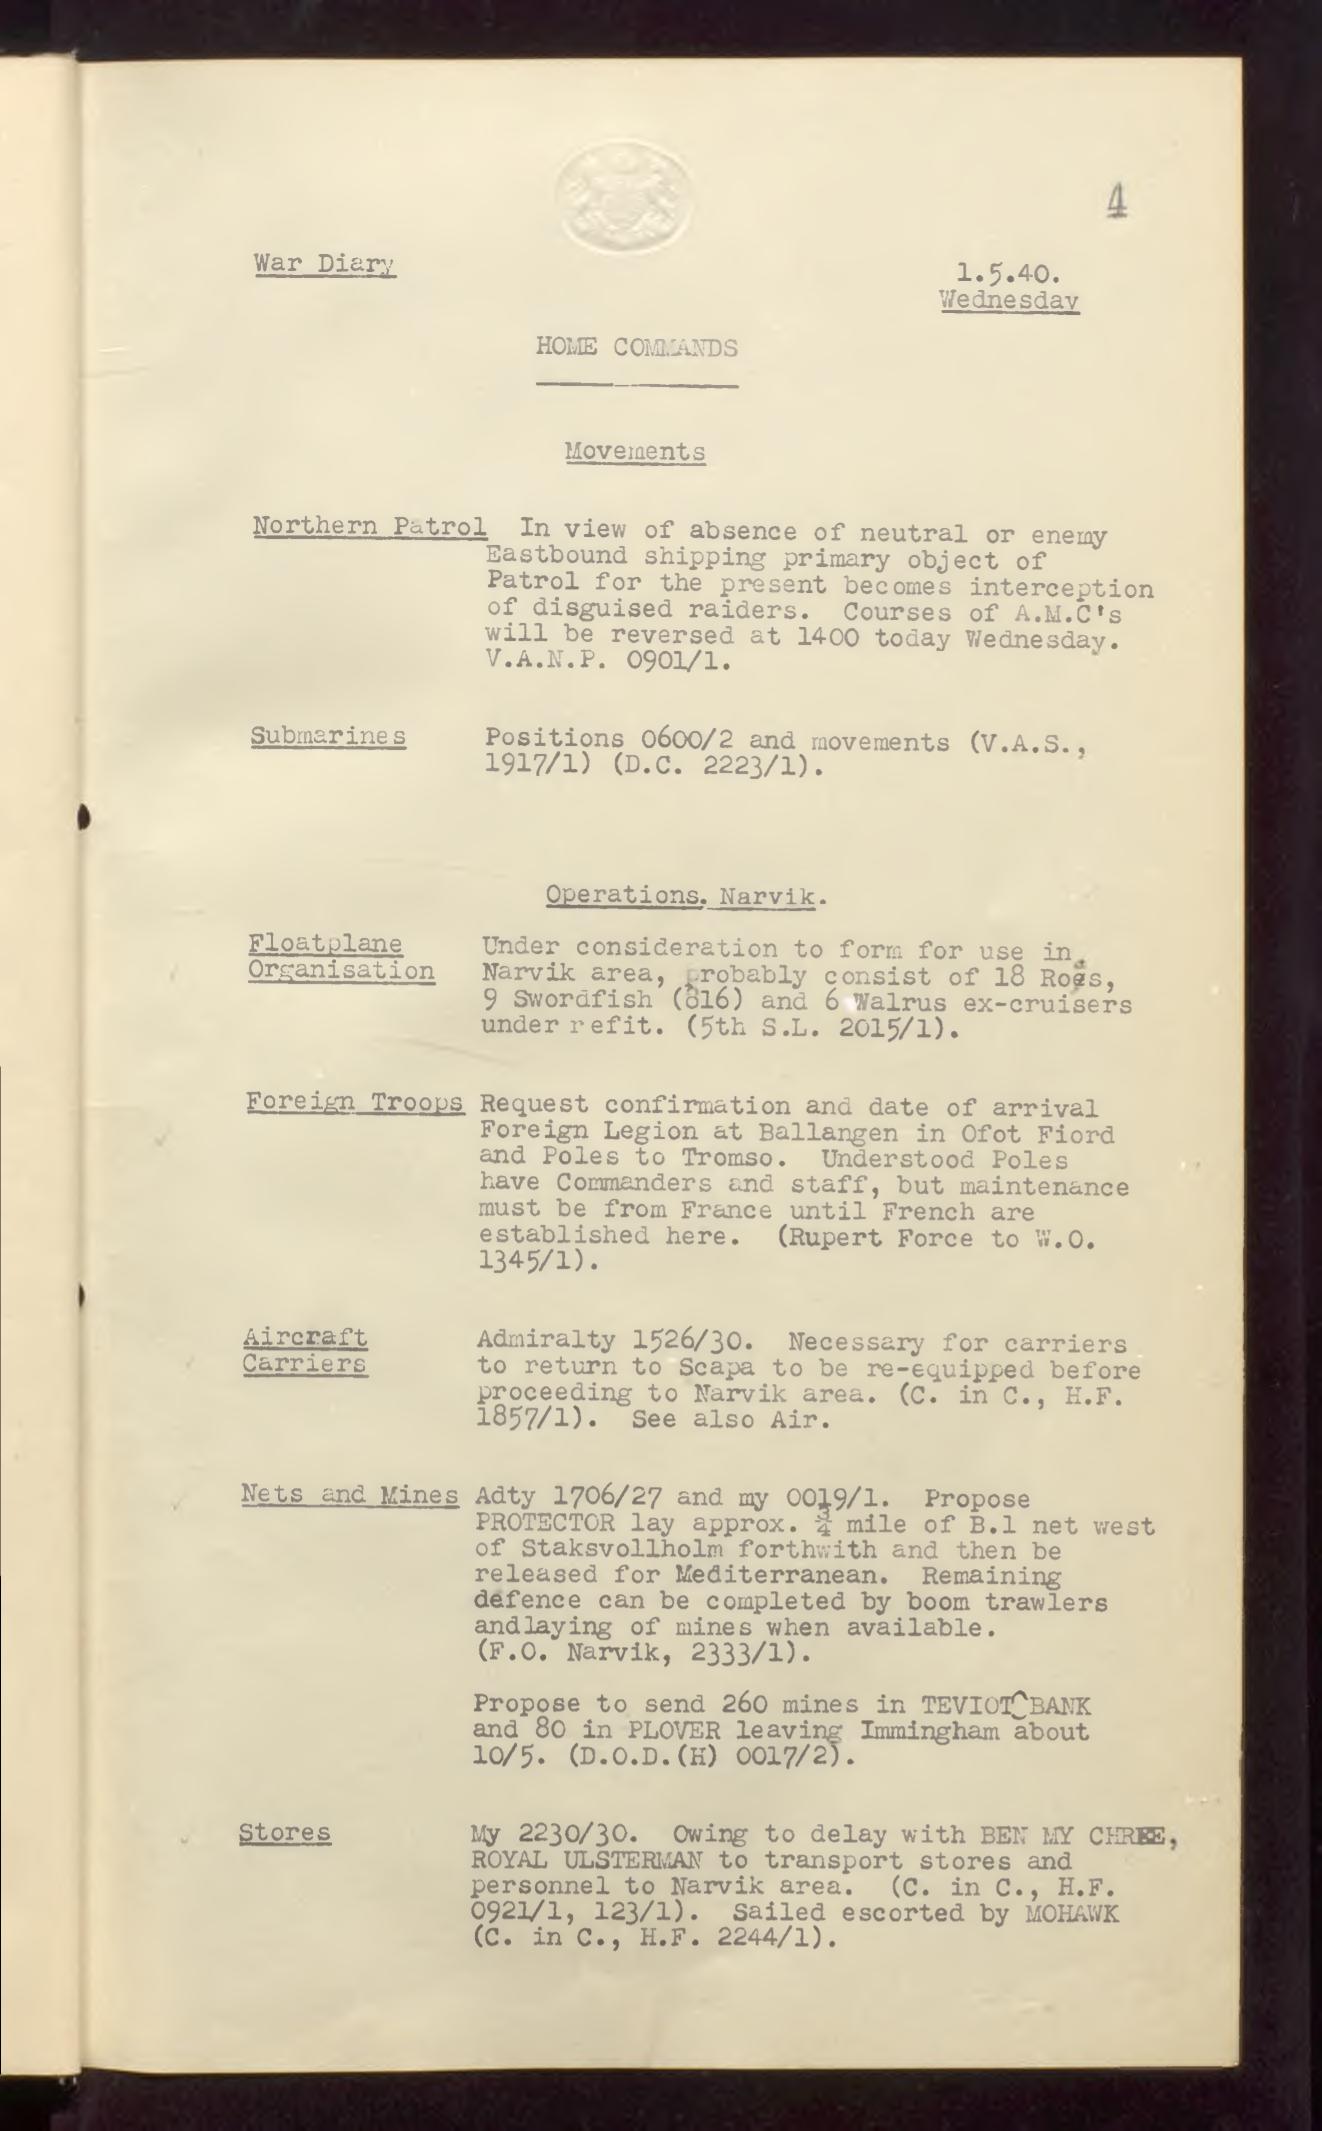 4
War Diary
1.5.40.
Wednesday
HOME COMMANDS
Movements
Northern Patrol In view of absence of neutral or enemy
Eastbound shipping primary object of
Patrol for the present becomes interception
of disguised raiders. Courses of A.M.C's
will be reversed at 1400 today Wednesday.
V.A.N.P. 0901/1.
Submarines Positions 0600/2 and movements (V.A.S.,
1917/1) (D.C. 2223/1).
Operations. Narvik.
Floatplane Under consideration to form for use in
Organisation Narvik area, probably consist of 18 Rocs,
9 Swordfish (816) and 6 Walrus ex-cruisers
under refit. (5th S.L. 2015/1).
Foreign Troops Request confirmation and date of arrival
Foreign Legion at Ballangen in Ofot Fiord
and Poles to Tromso. Understood Poles
have Commanders and staff, but maintenance
must be from France until French are
established here. (Rupert Force to W.O.
1345/1).
Aircraft Admiralty 1526/30. Necessary for carriers
Carriers to return to Scapa to be re-equipped before
proceeding to Narvik area. (C. in C., H.F.
1857/1). See also Air.
Nets and Mines Adty 1706/27 and my 0019/1. Propose
PROTECTOR lay approx. ¾ mile of B.1 net west
of Staksvollholm forthwith and then be
released for Mediterranean. Remaining
defence can be completed by boom trawlers
andlaying of mines when available.
(F.O. Narvik, 2333/1).
Propose to send 260 mines in TEVIOTBANK
and 80 in PLOVER leaving Immingham about
10/5. (D.O.D.(H) 0017/2).
Stores My 2230/30. Owing to delay with BEN MY CHREE,
ROYAL ULSTERMAN to transport stores and
personnel to Narvik area. (C. in C., H.F.
0921/1, 123/1). Sailed escorted by MOHAWK
(C. in C., H.F. 2244/1).